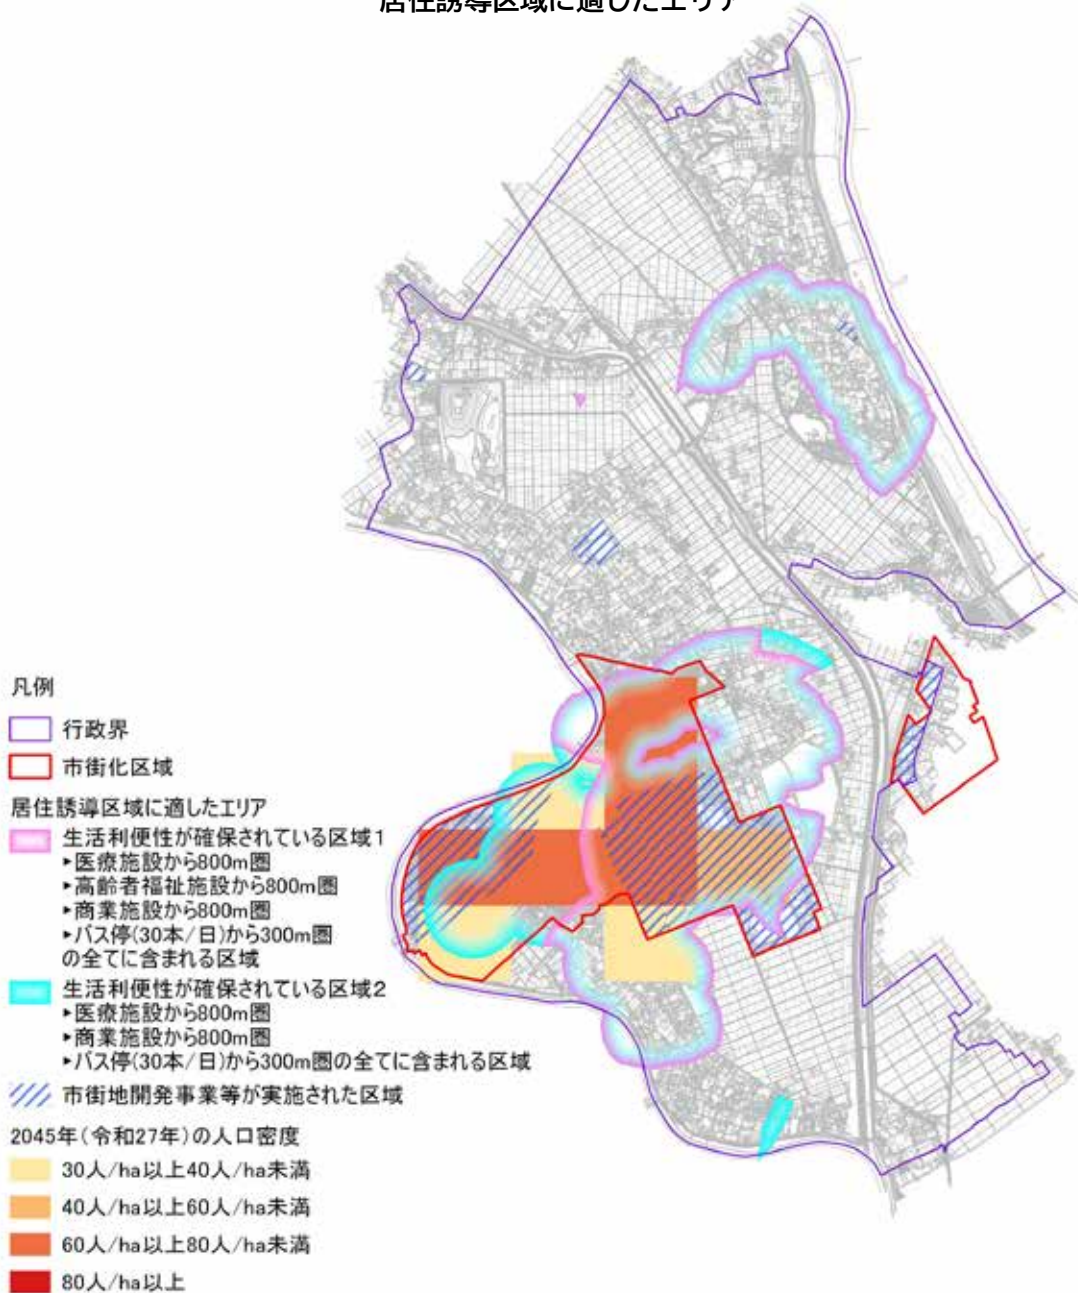 居住誘導区域に適したエリア
凡例
行政界
市街化区域
居住誘導区域に適したエリア
生活利便性が確保されている区域1
▸医療施設から800m圏
▸高齢者福祉施設から800m圏
▸商業施設から800m圏
▸バス停(30本/日)から300m圏
の全てに含まれる区域
生活利便性が確保されている区域2
▸医療施設から800m圏
▸商業施設から800m圏
▸バス停(30本/日)から300m圏の全てに含まれる区域
市街地開発事業等が実施された区域
2045年(令和27年)の人口密度
30人/ha以上40人/ha未満
40人/ha以上60人/ha未満
60人/ha以上80人/ha未満
80人/ha以上